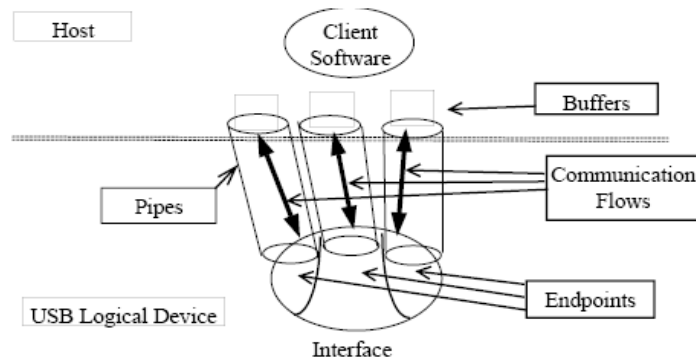 Host
Client
Software
Buffers
Communication
Flows
Pipes
Endpoints
USB Logical Device
Interface